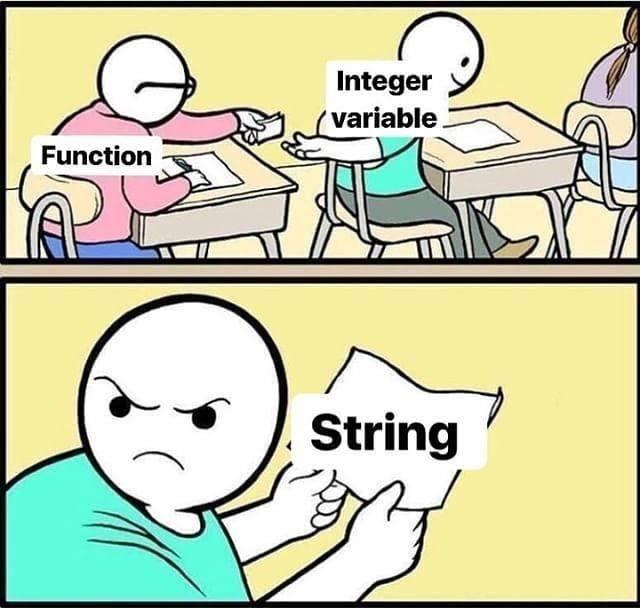 Integer
variable
Function
String